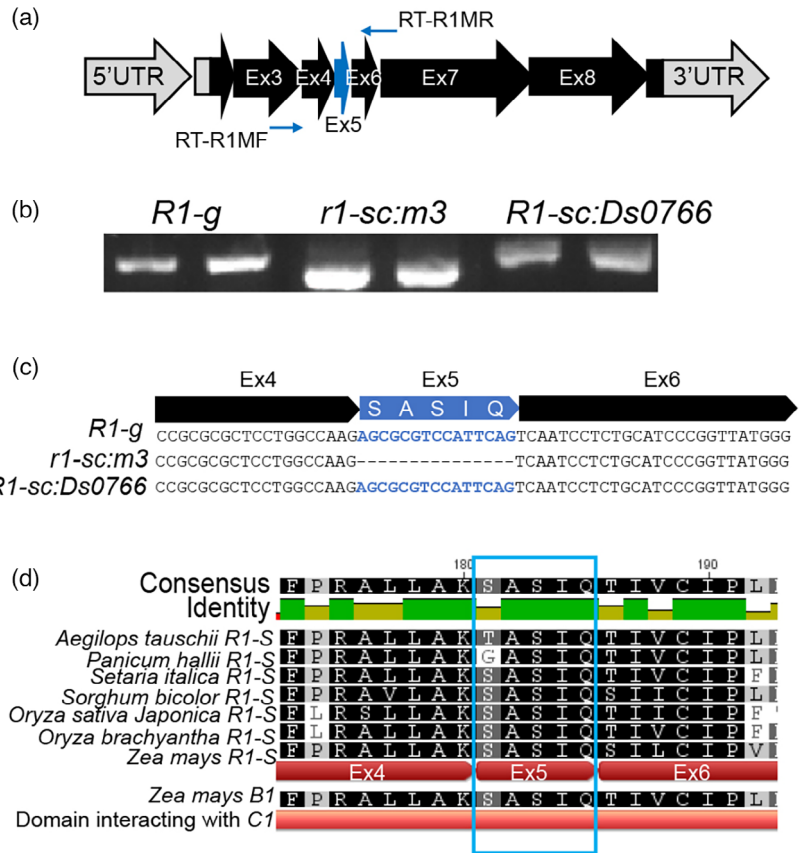 (a)
RT-R1MR
5'UTR Ex3 Ex4 Ex6 Ex7 Ex8 3'UTR
Ex5
RT-R1MF
(b)
R1-g r1-sc:m3 R1-sc:Ds0766
(c)
Ex4 Ex5 Ex6
S A S I Q
R1-g CCGCGCGCTCCTGGCCAAGAGCGCGTCCATTCAGTCAATCCTCTGCATCCCGGTTATGGG
r1-sc:m3 CCGCGCGCTCCTGGCCAAG---------------TCAATCCTCTGCATCCCGGTTATGGG
R1-sc:Ds0766 CCGCGCGCTCCTGGCCAAGAGCGCGTCCATTCAGTCAATCCTCTGCATCCCGGTTATGGG
(d)
180 190
Consensus F P R A L L A K S A S I Q T I V C I P L
Identity
Aegilops tauschii R1-S F P R A L L A K T A S I Q T I V C I P L
Panicum hallii R1-S F P R A L L A K G A S I Q T I V C I P L
Setaria italica R1-S F P R A L L A K S A S I Q T I V C I P F
Sorghum bicolor R1-S F P R A V L A K S A S I Q S I I C I P L
Oryza sativa Japonica R1-S F L R S L L A K S A S I Q T I I C I P F
Oryza brachyantha R1-S F L R A L L A K S A S I Q T I V C I P F
Zea mays R1-S F P R A L L A K S A S I Q S I L C I P V
Ex4 Ex5 Ex6
Zea mays B1 F P R A L L A K S A S I Q T I V C I P L
Domain interacting with C1